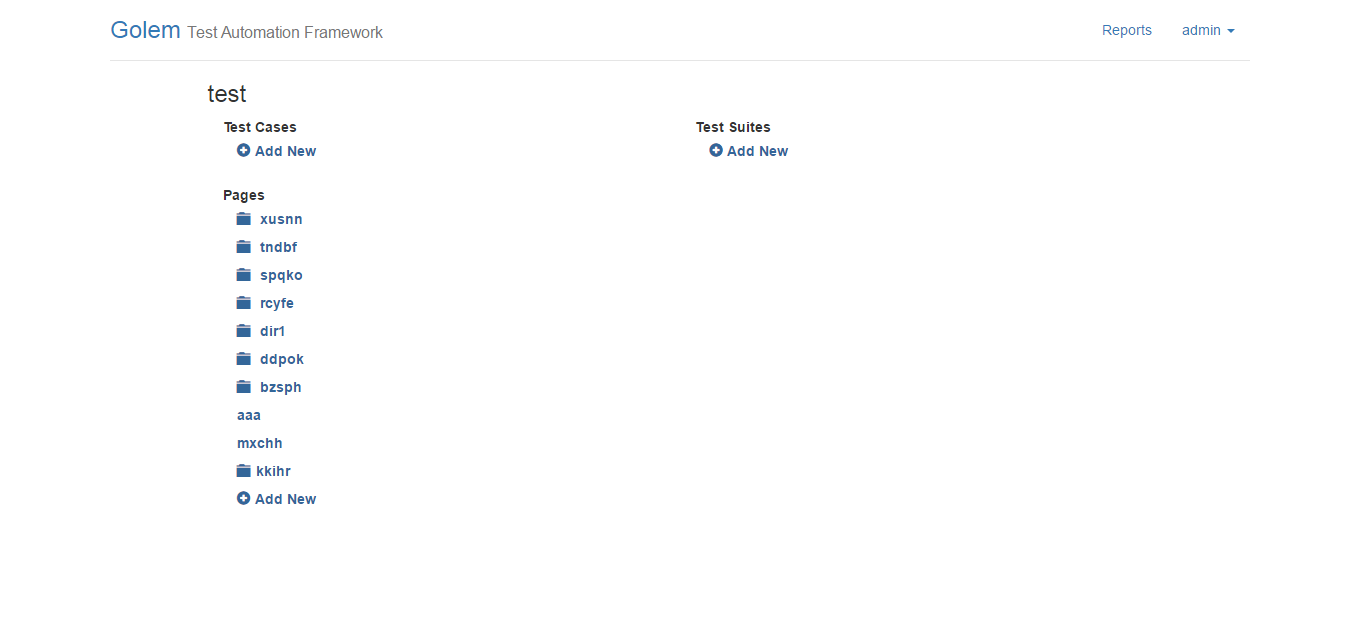 Golem Test Automation Framework Reports admin
test
Test Cases
Add New
Test Suites
Add New
Pages
xusnn
tndbf
spqko
rcyfe
dir1
ddpok
bzsph
aaa
mxchh
kkihr
Add New